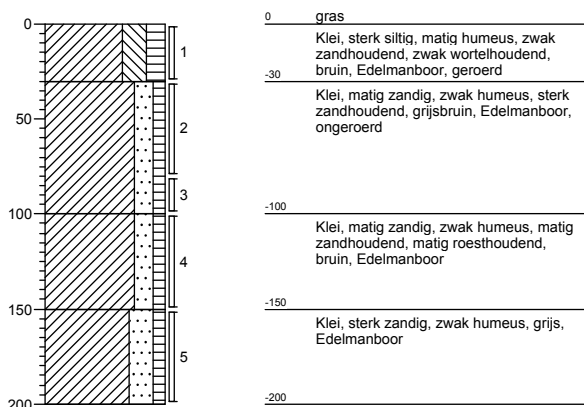 0
50
100
150
200
1
2
3
4
5
0 gras
Klei, sterk siltig, matig humeus, zwak
zandhoudend, zwak wortelhoudend,
bruin, Edelmanboor, geroerd
-30
Klei, matig zandig, zwak humeus, sterk
zandhoudend, grijsbruin, Edelmanboor,
ongeroerd
-100
Klei, matig zandig, zwak humeus, matig
zandhoudend, matig roesthoudend,
bruin, Edelmanboor
-150
Klei, sterk zandig, zwak humeus, grijs,
Edelmanboor
-200